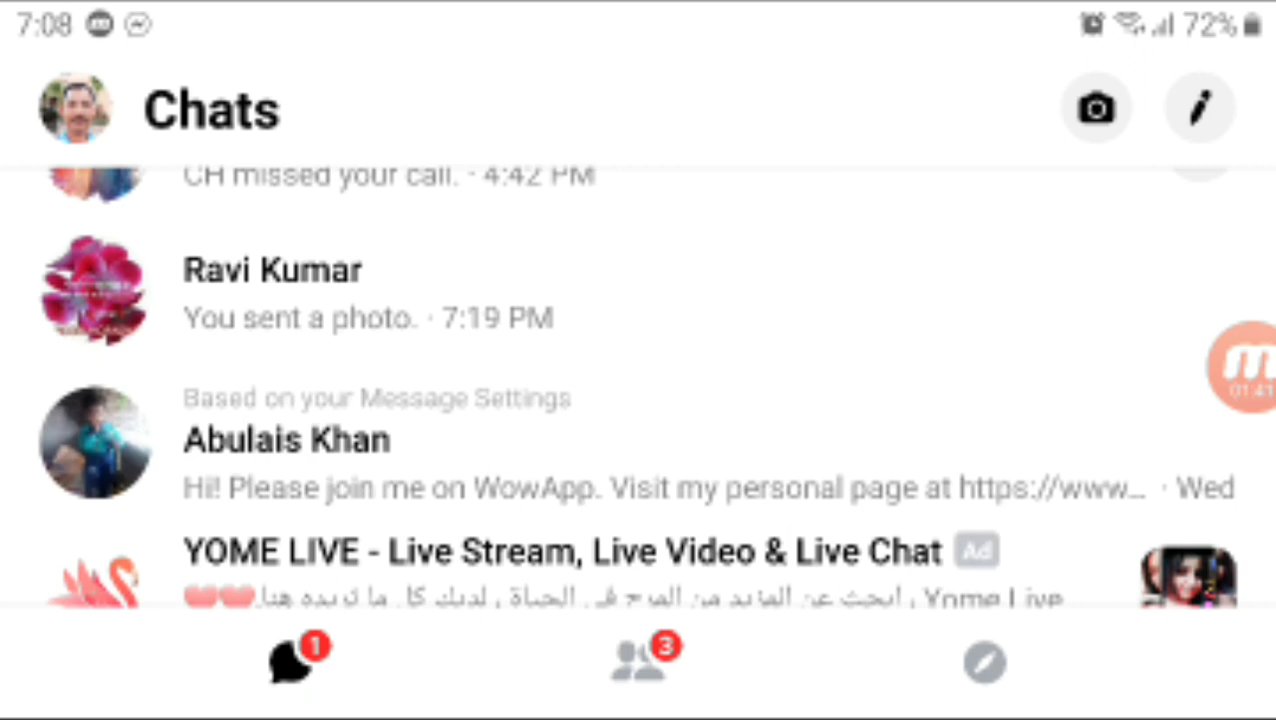 7:08
72%
Chats
CH missed your call. · 4:42 PM
Ravi Kumar
You sent a photo. · 7:19 PM
01:41
Based on your Message Settings
Abulais Khan
Hi! Please join me on WowApp. Visit my personal page at https://www... · Wed
YOME LIVE - Live Stream, Live Video & Live Chat Ad
Yome Live ، ابحث عن المزيد من المرح في الحياة ، لديك كل ما تريده هنا
1
3